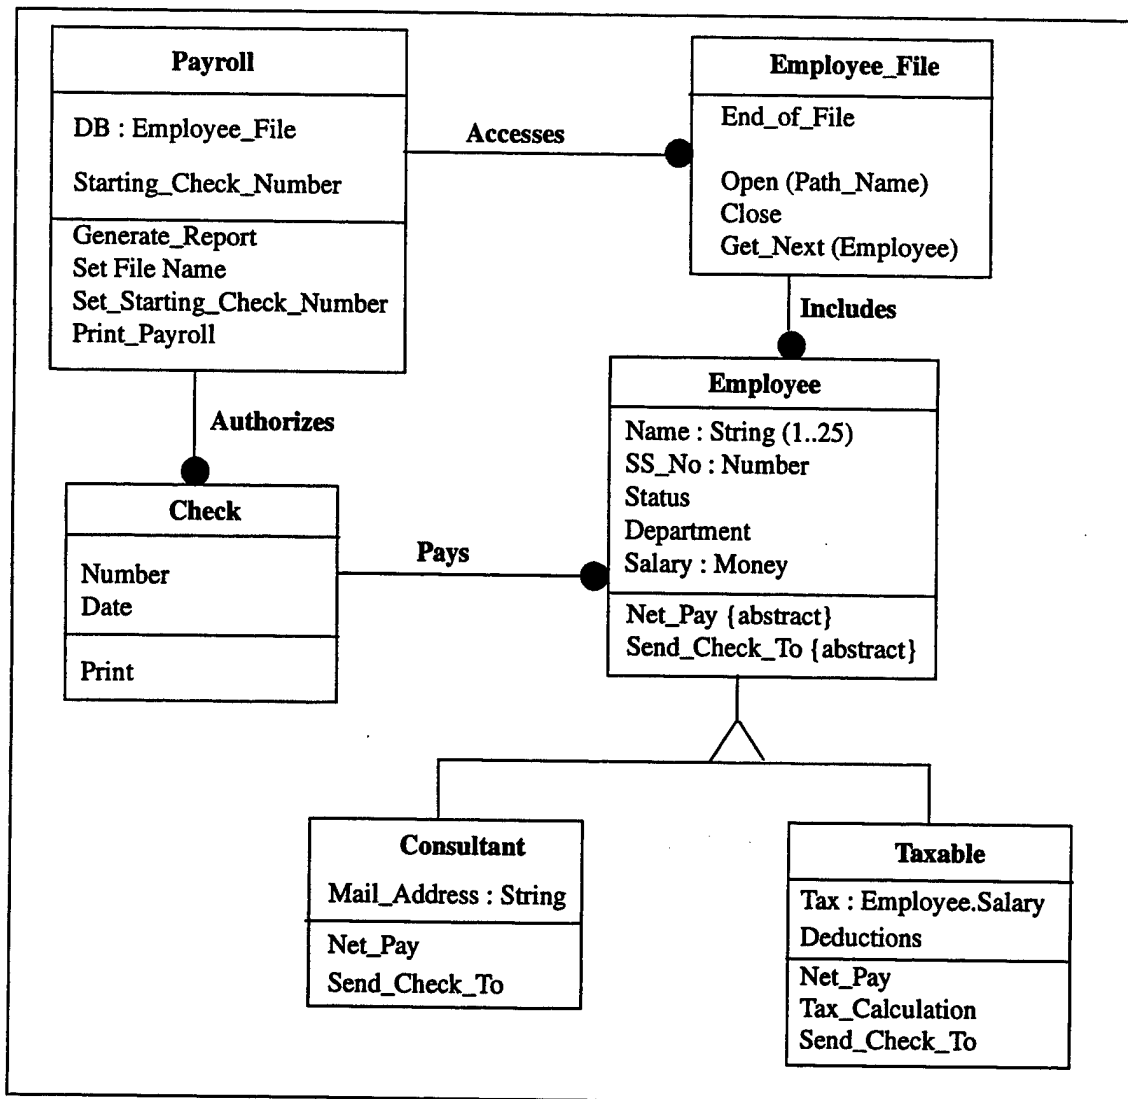 Payroll
DB : Employee_File
Starting_Check_Number
Generate_Report
Set File Name
Set_Starting_Check_Number
Print_Payroll
Accesses
Employee_File
End_of_File
Open (Path_Name)
Close
Get_Next (Employee)
Includes
Authorizes
Check
Number
Date
Print
Pays
Employee
Name : String (1..25)
SS_No : Number
Status
Department
Salary : Money
Net_Pay {abstract}
Send_Check_To {abstract}
Consultant
Mail_Address : String
Net_Pay
Send_Check_To
Taxable
Tax : Employee.Salary
Deductions
Net_Pay
Tax_Calculation
Send_Check_To